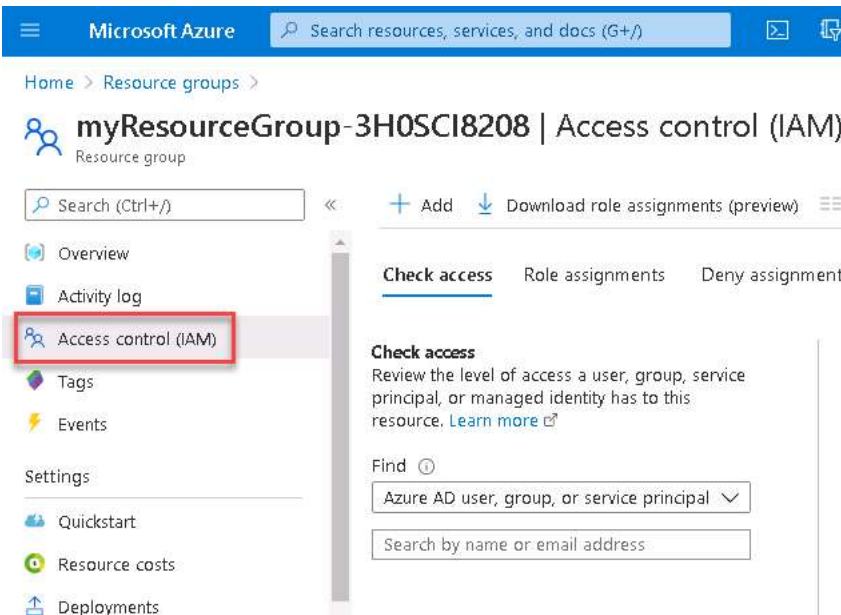 Microsoft Azure
Search resources, services, and docs (G+/)
Home > Resource groups >
myResourceGroup-3H0SCI8208 | Access control (IAM)
Resource group
Search (Ctrl+/)
«
+ Add
Download role assignments (preview)
Overview
Activity log
Access control (IAM)
Tags
Events
Settings
Quickstart
Resource costs
Deployments
Check access
Role assignments
Deny assignment
Check access
Review the level of access a user, group, service
principal, or managed identity has to this
resource. Learn more
Find
Azure AD user, group, or service principal
Search by name or email address